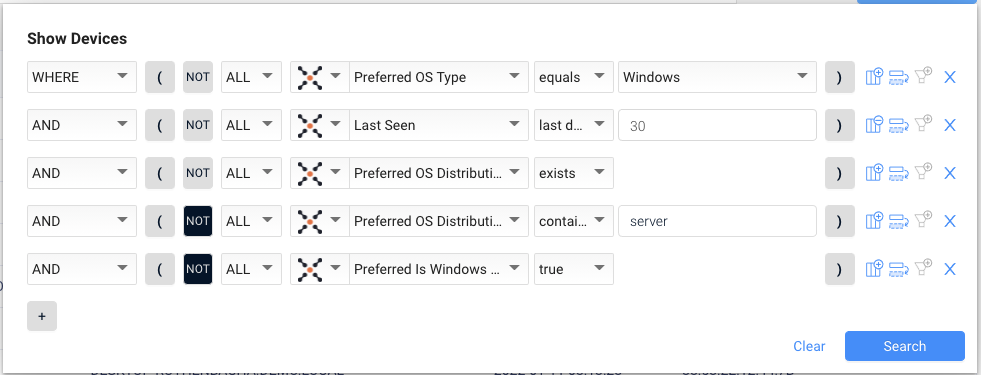 Show Devices
WHERE ( NOT ALL Preferred OS Type equals Windows )
AND ( NOT ALL Last Seen last d... 30 )
AND ( NOT ALL Preferred OS Distributi... exists )
AND ( NOT ALL Preferred OS Distributi... contai... server )
AND ( NOT ALL Preferred Is Windows ... true )
+
Clear Search